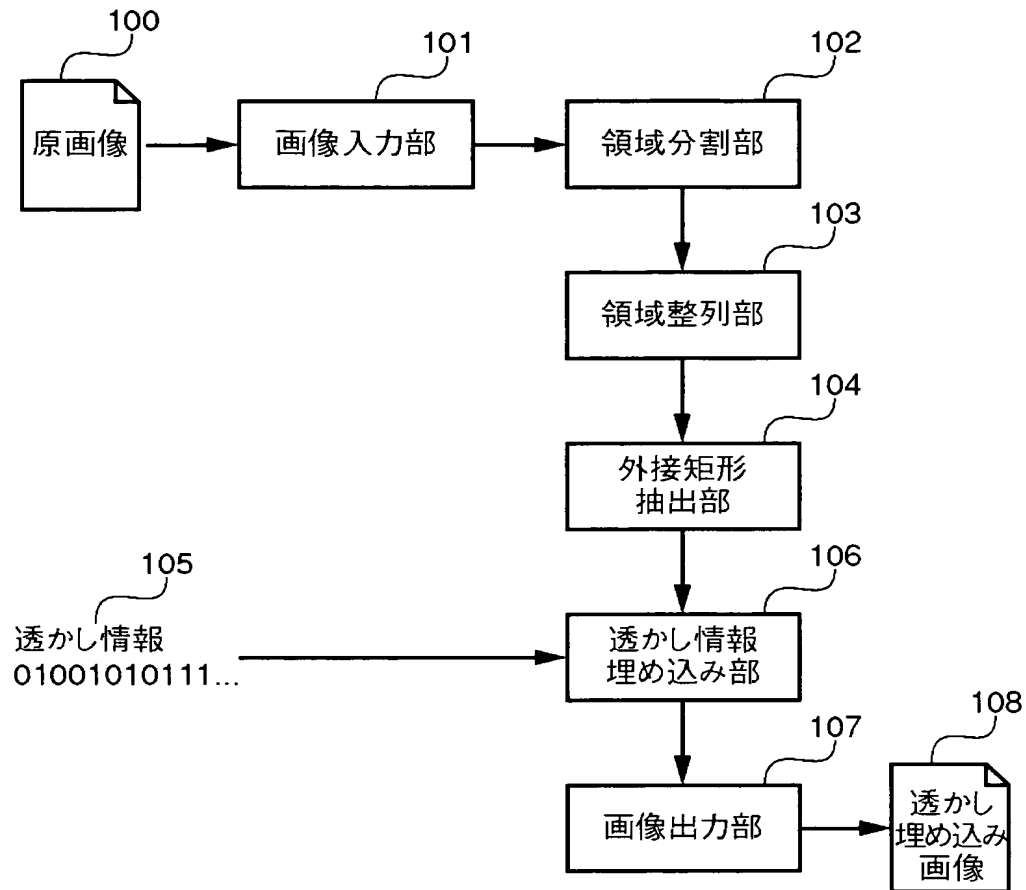 100
原画像
101
画像入力部
102
領域分割部
103
領域整列部
104
外接矩形
抽出部
105
透かし情報
01001010111...
106
透かし情報
埋め込み部
107
画像出力部
108
透かし
埋め込み
画像